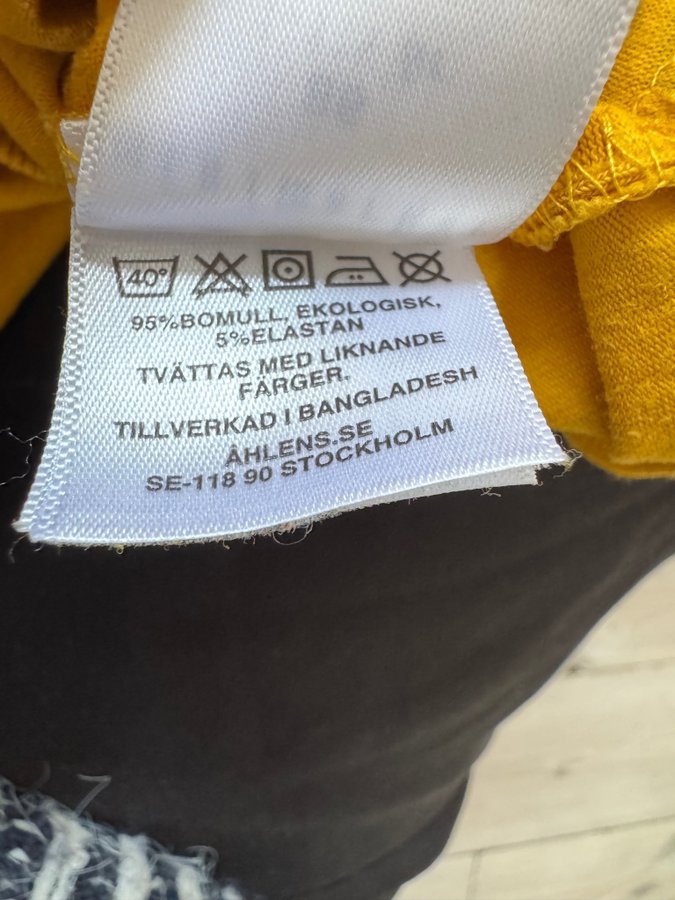 40°
95%BOMULL, EKOLOGISK,
5%ELASTAN
TVÄTTAS MED LIKNANDE
FÄRGER.
TILLVERKAD I BANGLADESH
ÅHLENS.SE
SE-118 90 STOCKHOLM